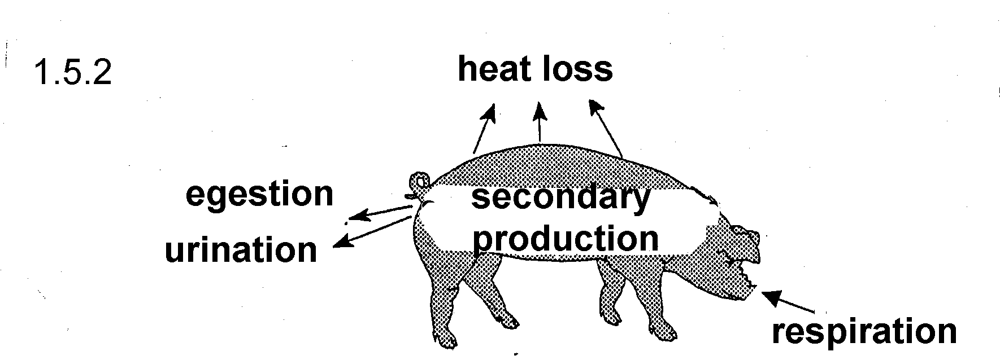 1.5.2
heat loss
egestion
urination
secondary
production
respiration